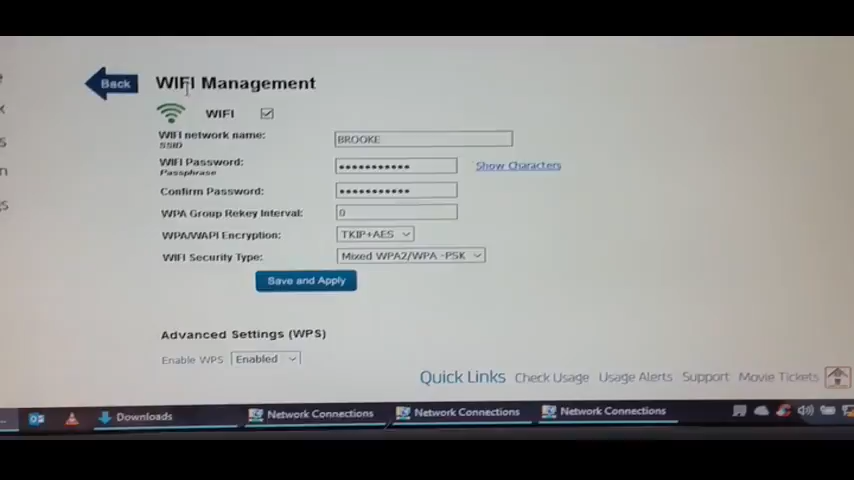 Back
WIFI Management
WIFI
WIFI network name:
SSID
BROOKE
WIFI Password:
Passphrase
•••••••••••
Show Characters
Confirm Password:
•••••••••••
WPA Group Rekey Interval:
0
WPA/WAPI Encryption:
TKIP+AES
WIFI Security Type:
Mixed WPA2/WPA -PSK
Save and Apply
Advanced Settings (WPS)
Enable WPS
Enabled
Quick Links Check Usage Usage Alerts Support Movie Tickets
Downloads
Network Connections
Network Connections
Network Connections